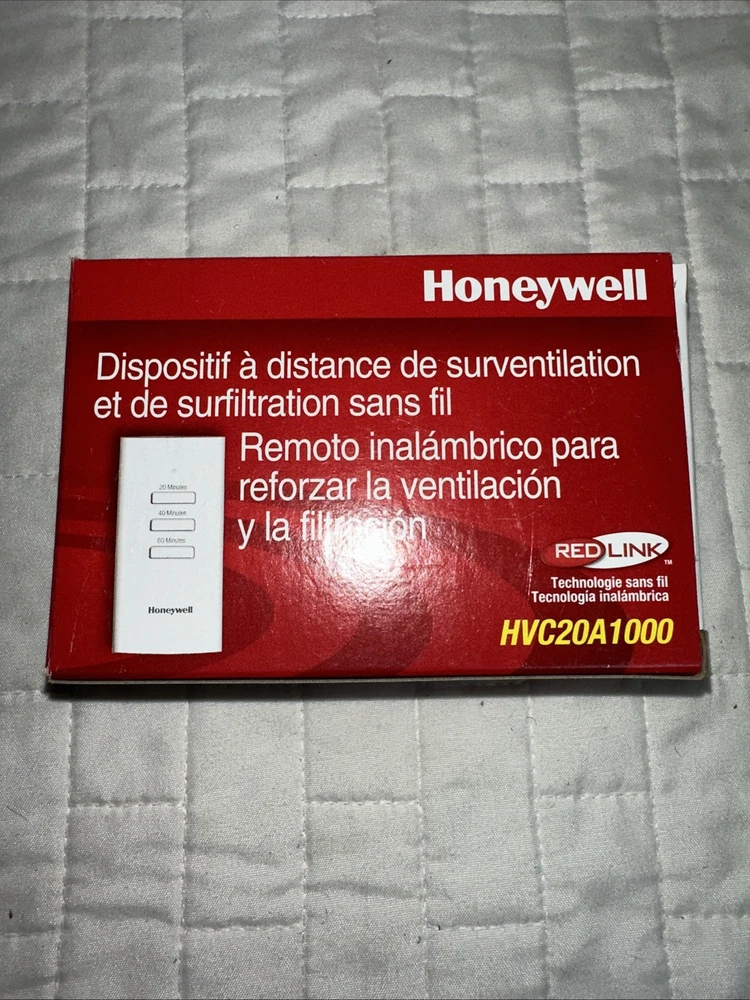 Honeywell
Dispositif à distance de surventilation
et de surfiltration sans fil
Remoto inalámbrico para
reforzar la ventilación
y la filtración
20 Minutes
40 Minutes
60 Minutes
Honeywell
REDLINK™
Technologie sans fil
Tecnología inalámbrica
HVC20A1000